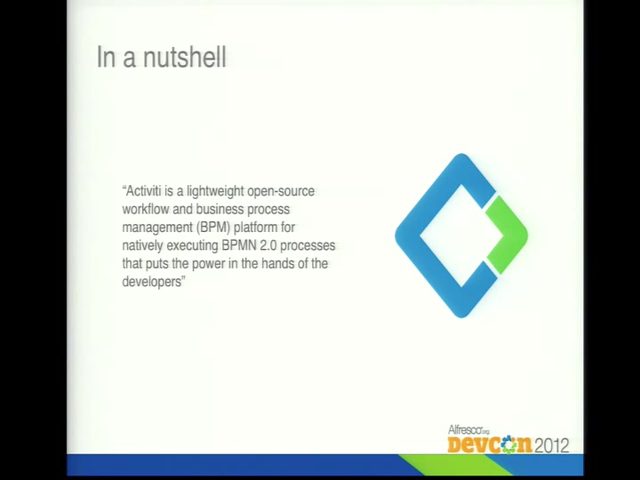 In a nutshell
“Activiti is a lightweight open-source
workflow and business process
management (BPM) platform for
natively executing BPMN 2.0 processes
that puts the power in the hands of the
developers”
Alfresco.org
DevCon 2012